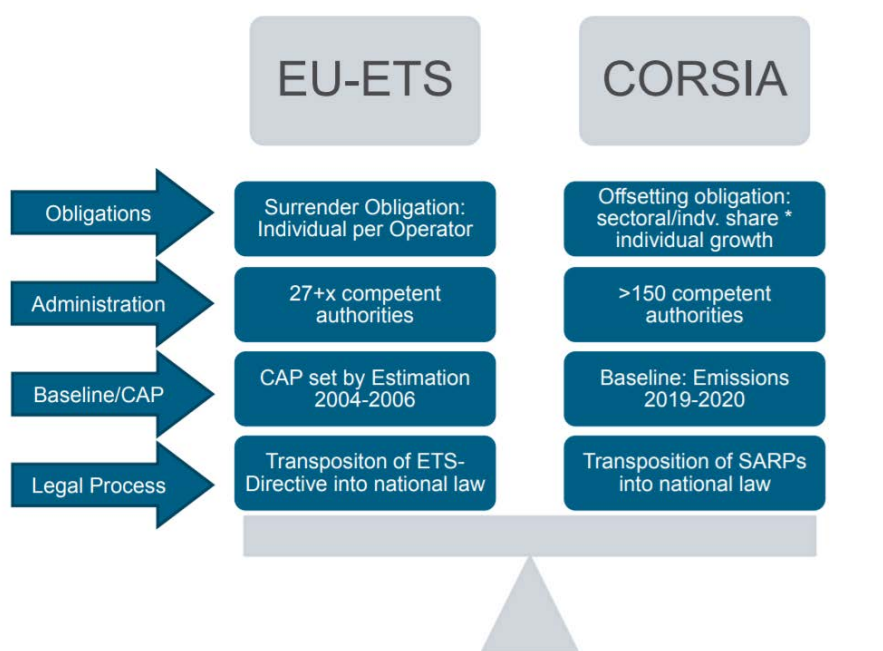 EU-ETS
CORSIA
Obligations
Surrender Obligation:
Individual per Operator
Offsetting obligation:
sectoral/indv. share *
individual growth
Administration
27+x competent
authorities
>150 competent
authorities
Baseline/CAP
CAP set by Estimation
2004-2006
Baseline: Emissions
2019-2020
Legal Process
Transpositon of ETS-
Directive into national law
Transposition of SARPs
into national law